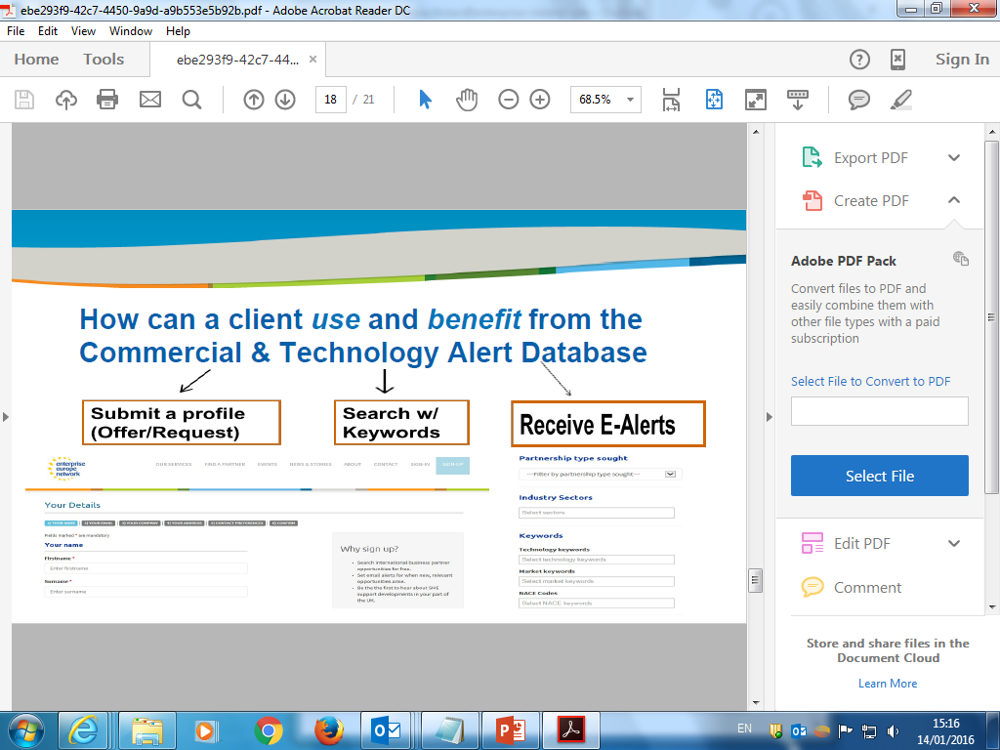 ebe293f9-42c7-4450-9a9d-a9b553e5b92b.pdf - Adobe Acrobat Reader DC
File Edit View Window Help
Home Tools ebe293f9-42c7-44... × Sign In
18 / 21 68.5%
How can a client use and benefit from the
Commercial & Technology Alert Database
Submit a profile
(Offer/Request)
Search w/
Keywords
Receive E-Alerts
enterprise
europe
network
OUR SERVICES FIND A PARTNER EVENTS NEWS & STORIES ABOUT CONTACT SIGN IN SIGN UP
Your Details
1) YOUR NAME 2) YOUR EMAIL 3) YOUR COMPANY 4) YOUR ADDRESS 5) CONTACT PREFERENCES 6) CONFIRM
Fields marked * are mandatory
Your name
Firstname *
Enter firstname
Surname *
Enter surname
Why sign up?
Search international business partner
opportunities for free.
Set email alerts for when new, relevant
opportunities arise.
Be the the first to hear about SME
support developments in your part of
the UK.
Partnership type sought
---Filter by partnership type sought---
Industry Sectors
Select sectors
Keywords
Technology keywords
Select technology keywords
Market keywords
Select market keywords
NACE Codes
Select NACE keywords
Export PDF
Create PDF
Adobe PDF Pack
Convert files to PDF and
easily combine them with
other file types with a paid
subscription
Select File to Convert to PDF
Select File
Edit PDF
Comment
Store and share files in the
Document Cloud
Learn More
EN
15:16
14/01/2016